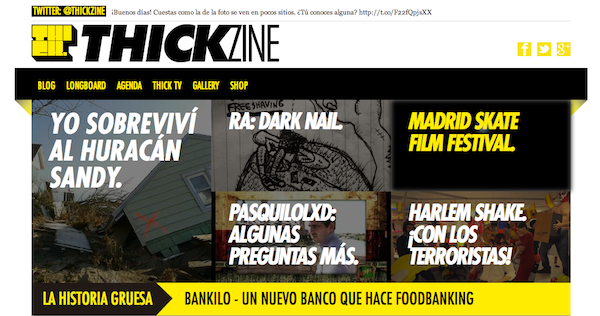 TWITTER: @THICKZINE ¡Buenos días! Cuestas como la de la foto se ven en pocos sitios. ¿Tú conoces alguna? http://t.co/F22fQpjsXX
THICKZINE
BLOG LONGBOARD AGENDA THICK TV GALLERY SHOP
YO SOBREVIVÍ
AL HURACÁN
SANDY.
FREESHAVING
RA: DARK NAIL.
MADRID SKATE
FILM FESTIVAL.
PASQUILOLXD:
ALGUNAS
PREGUNTAS MÁS.
HARLEM SHAKE.
¡CON LOS
TERRORISTAS!
LA HISTORIA GRUESA BANKILO - UN NUEVO BANCO QUE HACE FOODBANKING